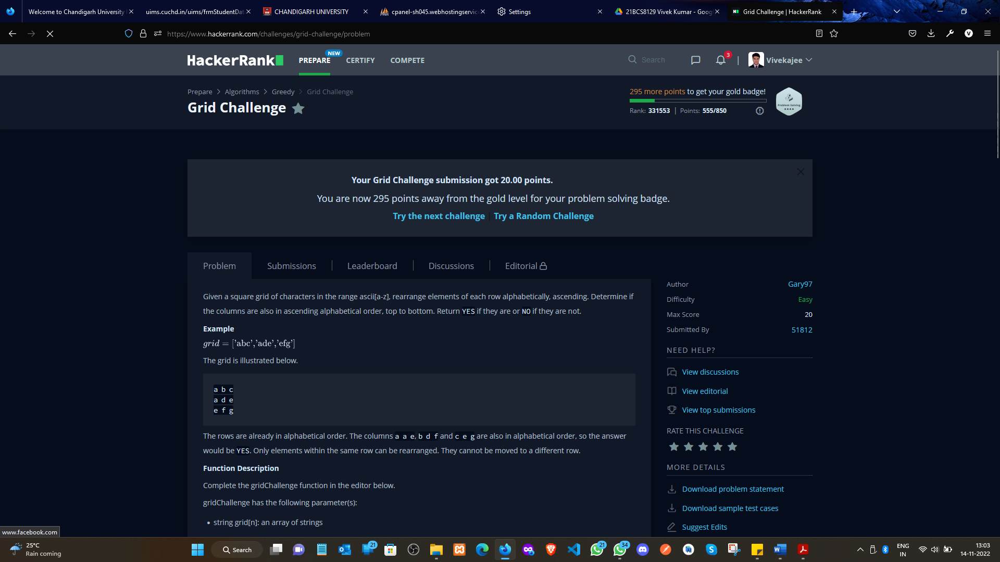 Welcome to Chandigarh University
uims.cuchd.in/uims/frmStudentDat
CHANDIGARH UNIVERSITY
cpanel-sh045.webhostingservic
Settings
21BCS8129 Vivek Kumar - Goog
Grid Challenge | HackerRank
https://www.hackerrank.com/challenges/grid-challenge/problem
HackerRank
PREPARE
NEW
CERTIFY
COMPETE
Search
3
Vivekajee
Prepare > Algorithms > Greedy > Grid Challenge
Grid Challenge
295 more points to get your gold badge!
Rank: 331553 | Points: 555/850
Problem Solving
Your Grid Challenge submission got 20.00 points.
You are now 295 points away from the gold level for your problem solving badge.
Try the next challenge | Try a Random Challenge
Problem
Submissions
Leaderboard
Discussions
Editorial
Given a square grid of characters in the range ascii[a-z], rearrange elements of each row alphabetically, ascending. Determine if
the columns are also in ascending alphabetical order, top to bottom. Return YES if they are or NO if they are not.
Example
grid = ['abc','ade','efg']
The grid is illustrated below.
a b c
a d e
e f g
The rows are already in alphabetical order. The columns a a e, b d f and c e g are also in alphabetical order, so the answer
would be YES. Only elements within the same row can be rearranged. They cannot be moved to a different row.
Function Description
Complete the gridChallenge function in the editor below.
gridChallenge has the following parameter(s):
• string grid[n]: an array of strings
Author Gary97
Difficulty Easy
Max Score 20
Submitted By 51812
NEED HELP?
View discussions
View editorial
View top submissions
RATE THIS CHALLENGE
MORE DETAILS
Download problem statement
Download sample test cases
Suggest Edits
www.facebook.com
25°C
Rain coming
Search
21
21
34
ENG
IN
13:03
14-11-2022